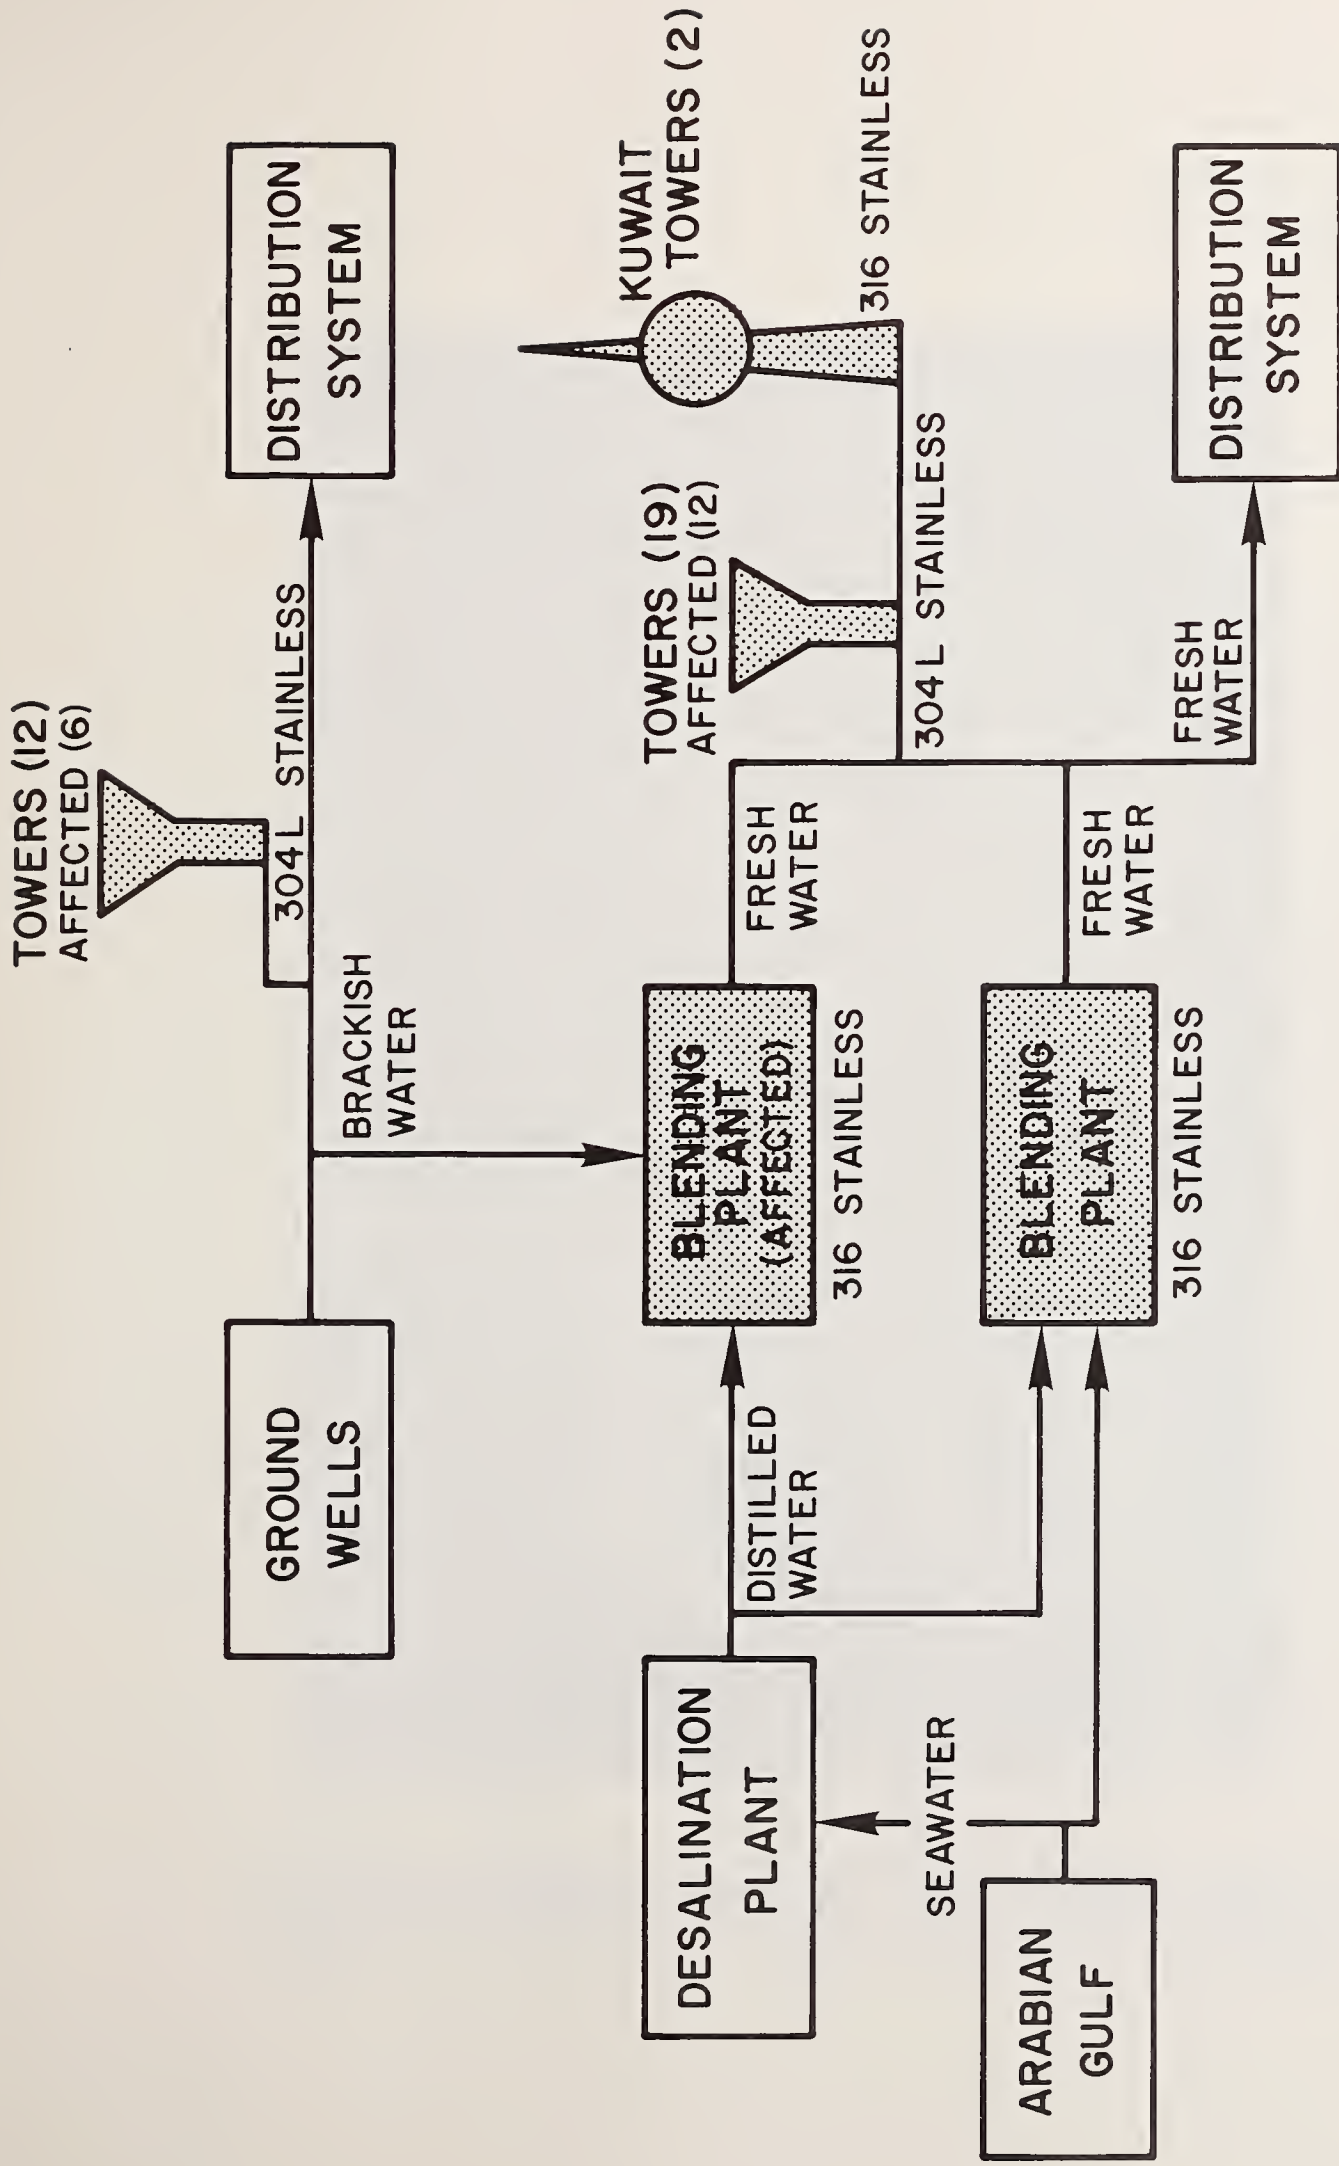 TOWERS (12)
AFFECTED (6)
304L STAINLESS
GROUND
WELLS
BRACKISH
WATER
DISTRIBUTION
SYSTEM
KUWAIT
TOWERS (2)
316 STAINLESS
TOWERS (19)
AFFECTED (12)
304L STAINLESS
DESALINATION
PLANT
DISTILLED
WATER
BLENDING
PLANT
(AFFECTED)
316 STAINLESS
FRESH
WATER
SEAWATER
ARABIAN
GULF
BLENDING
PLANT
316 STAINLESS
FRESH
WATER
FRESH
WATER
DISTRIBUTION
SYSTEM